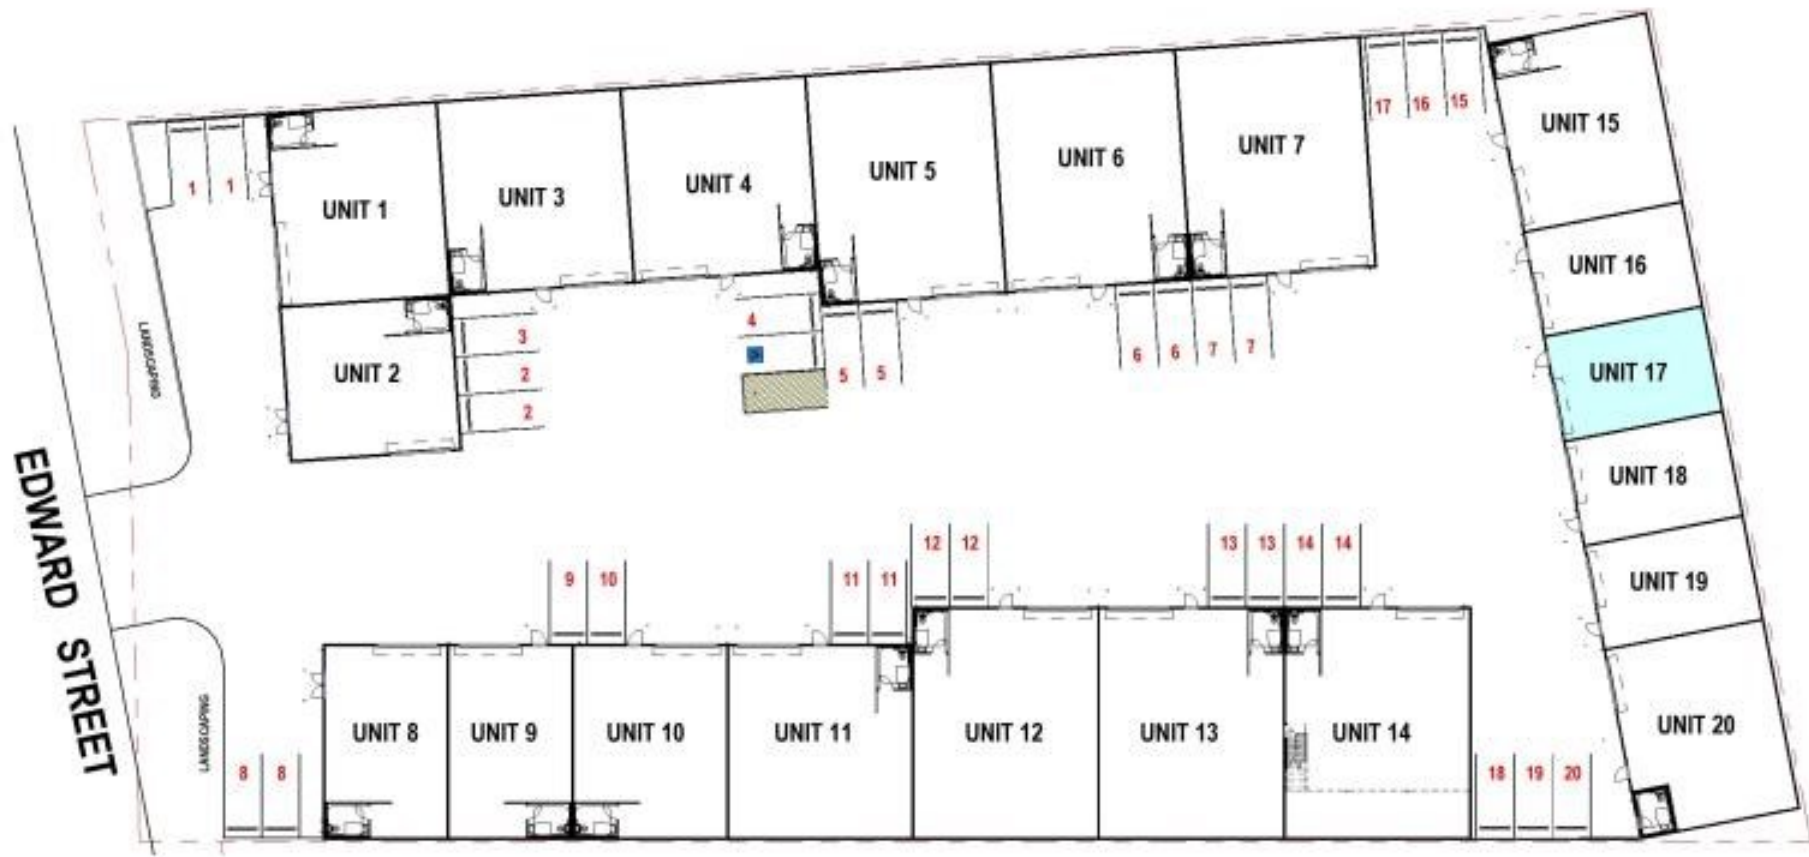 17 16 15
UNIT 15
1 1
UNIT 1
UNIT 3
UNIT 4
UNIT 5
UNIT 6
UNIT 7
UNIT 16
LANDSCAPING
UNIT 2
3
2
2
4
5 5
6 6 7 7
UNIT 17
UNIT 18
EDWARD STREET
9 10
11 11
12 12
13 13 14 14
UNIT 19
LANDSCAPING
8 8
UNIT 8
UNIT 9
UNIT 10
UNIT 11
UNIT 12
UNIT 13
UNIT 14
UNIT 20
18 19 20